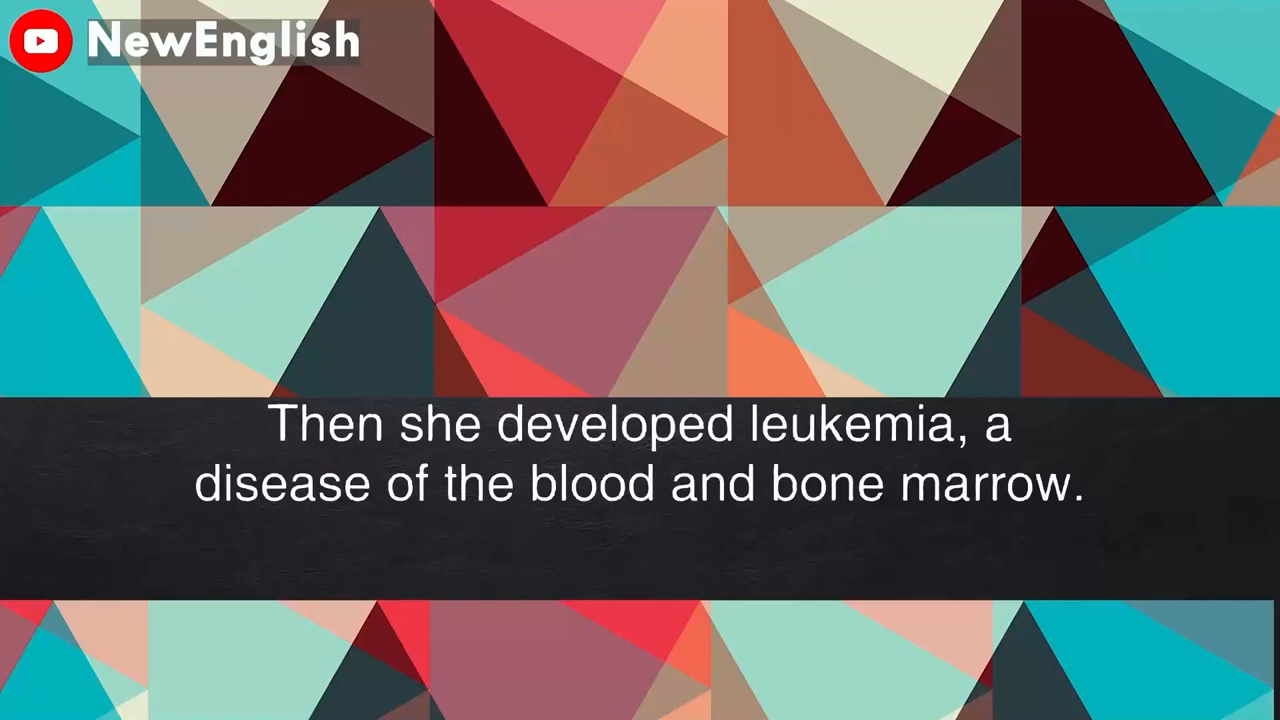 NewEnglish
Then she developed leukemia, a
disease of the blood and bone marrow.